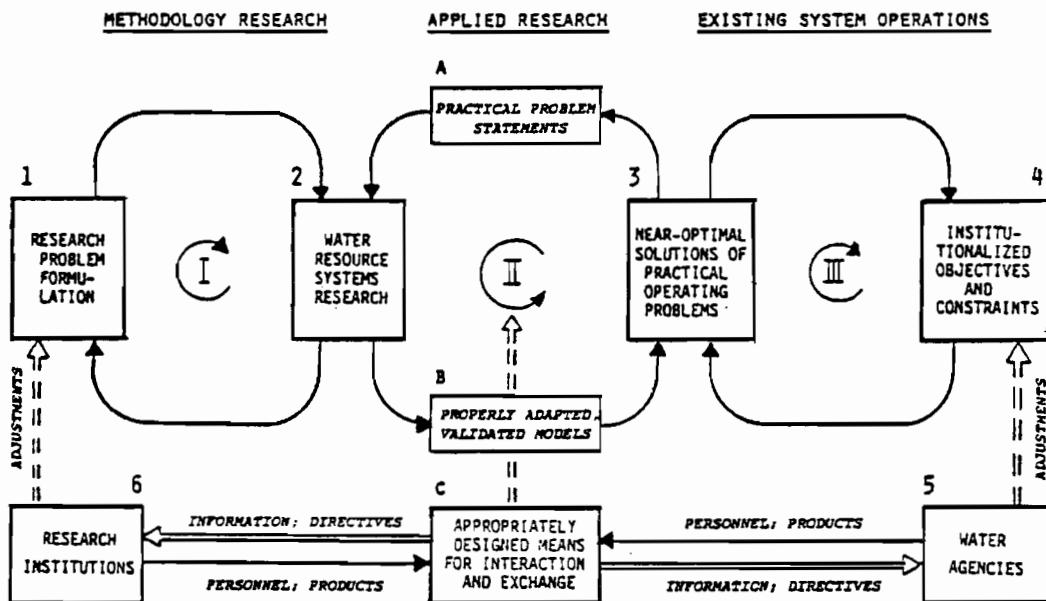 METHODOLOGY RESEARCH
APPLIED RESEARCH
EXISTING SYSTEM OPERATIONS
A
PRACTICAL PROBLEM
STATEMENTS
1
RESEARCH
PROBLEM
FORMU-
LATION
I
2
WATER
RESOURCE
SYSTEMS
RESEARCH
II
3
NEAR-OPTIMAL
SOLUTIONS OF
PRACTICAL
OPERATING
PROBLEMS
III
4
INSTITU-
TIONALIZED
OBJECTIVES
AND
CONSTRAINTS
B
PROPERLY ADAPTED,
VALIDATED MODELS
ADJUSTMENTS
ADJUSTMENTS
6
RESEARCH
INSTITUTIONS
INFORMATION; DIRECTIVES
PERSONNEL; PRODUCTS
C
APPROPRIATELY
DESIGNED MEANS
FOR INTERACTION
AND EXCHANGE
PERSONNEL; PRODUCTS
INFORMATION; DIRECTIVES
5
WATER
AGENCIES